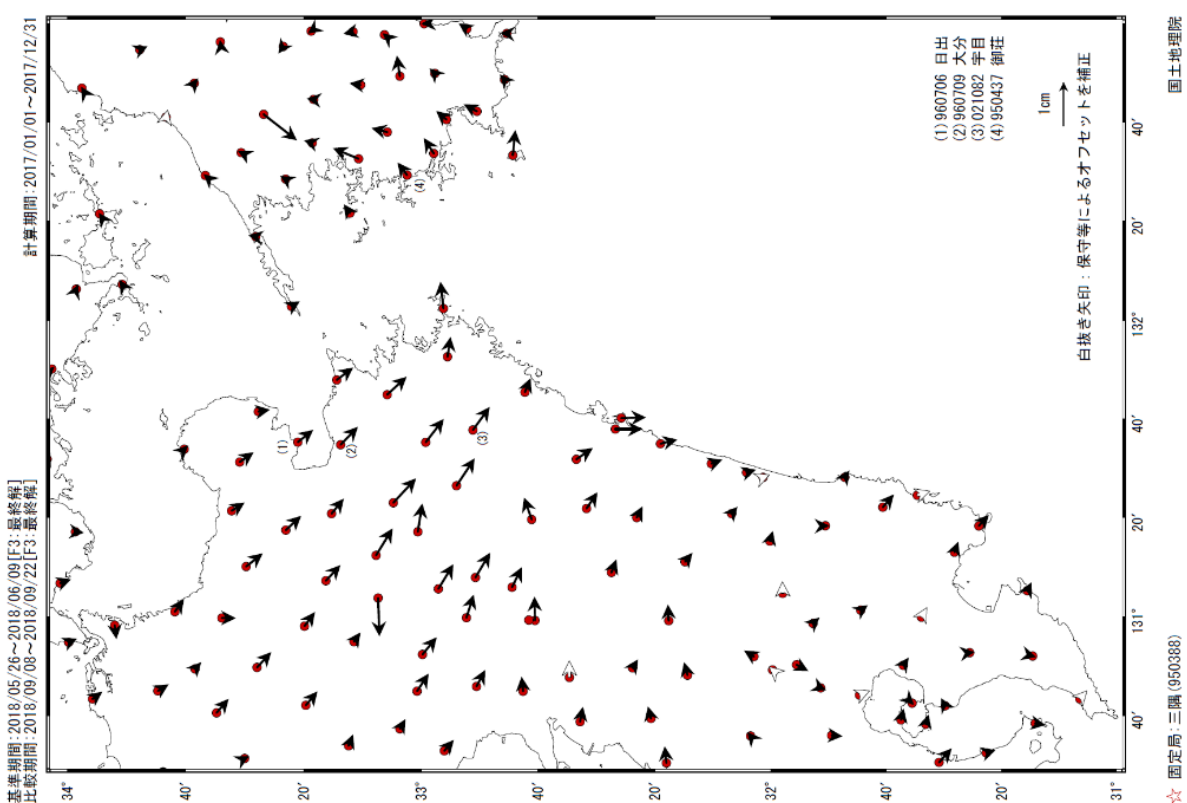 基準期間:2018/05/26~2018/06/09[F3:最終解]
比較期間:2018/09/08~2018/09/22[F3:最終解]
計算期間:2017/01/01~2017/12/31
34°
40′
20′
33°
40′
20′
32°
40′
20′
31°
40′
131°
20′
40′
132°
20′
40′
(1)
(2)
(3)
(4)
(1)960706 日出
(2)960709 大分
(3)021082 宇目
(4)950437 御荘
1cm
白抜き矢印:保守等によるオフセットを補正
☆ 固定局:三隅(950388)
国土地理院